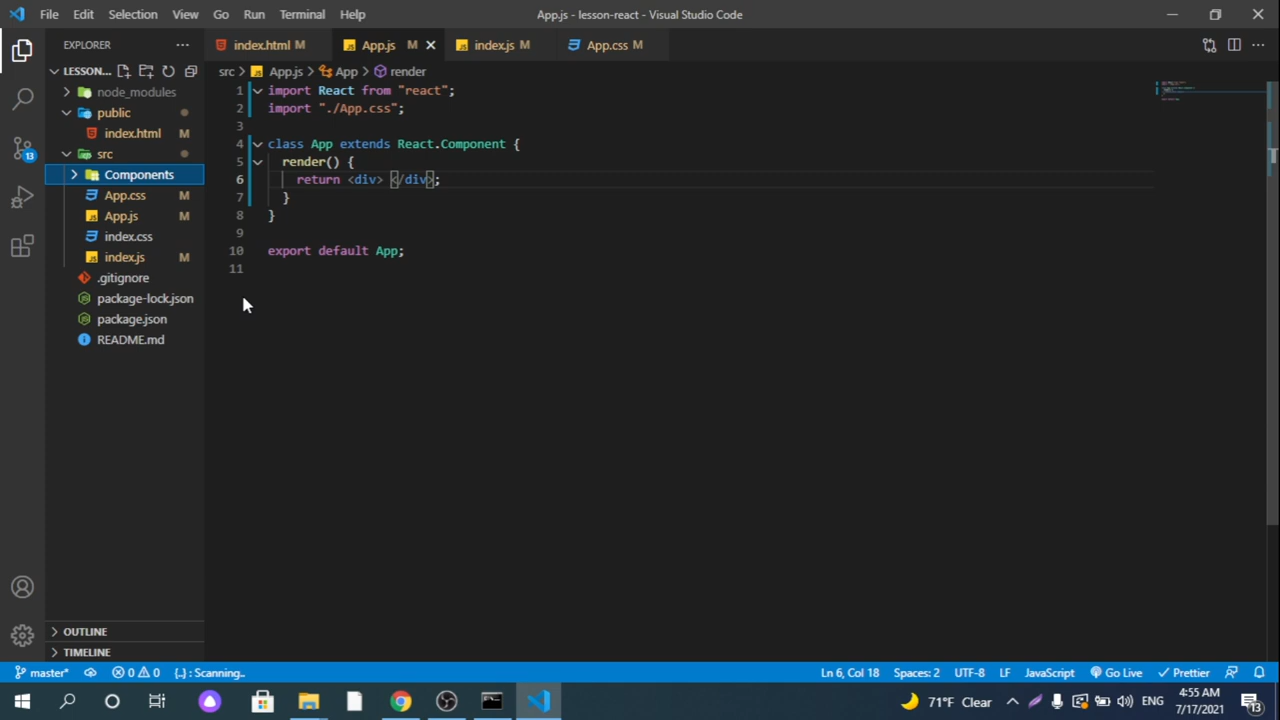 File Edit Selection View Go Run Terminal Help App.js - lesson-react - Visual Studio Code
EXPLORER ···
LESSON...
node_modules
public
index.html M
src
Components
App.css M
App.js M
index.css
index.js M
.gitignore
package-lock.json
package.json
README.md
OUTLINE
TIMELINE
index.html M App.js M index.js M App.css M
src > App.js > App > render
1 import React from "react";
2 import "./App.css";
3
4 class App extends React.Component {
5 render() {
6 return <div> </div>;
7 }
8 }
9
10 export default App;
11
13
master* 0 0 {..} : Scanning.. Ln 6, Col 18 Spaces: 2 UTF-8 LF JavaScript Go Live Prettier
71°F Clear ENG 4:55 AM
7/17/2021 13